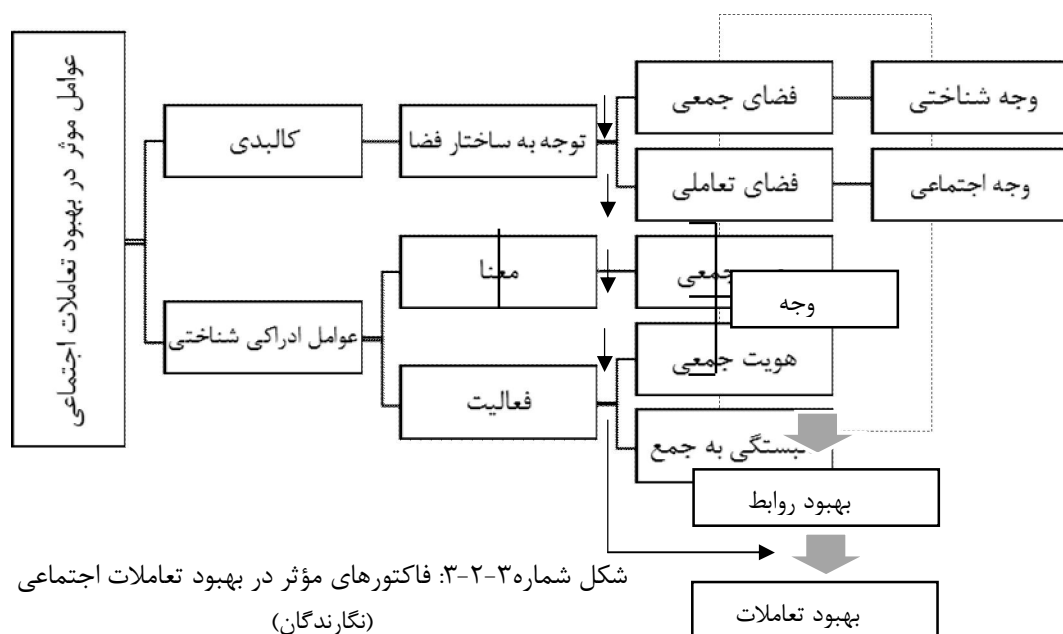 عوامل موثر در بهبود تعاملات اجتماعی
کالبدی
توجه به ساختار فضا
فضای جمعی
وجه شناختی
فضای تعاملی
وجه اجتماعی
عوامل ادراکی شناختی
معنا
جمعی
وجه
فعالیت
هویت جمعی
به جمع
بهبود روابط
بهبود تعاملات
شکل شماره۳-۲-۳: فاکتورهای مؤثر در بهبود تعاملات اجتماعی
(نگارندگان)